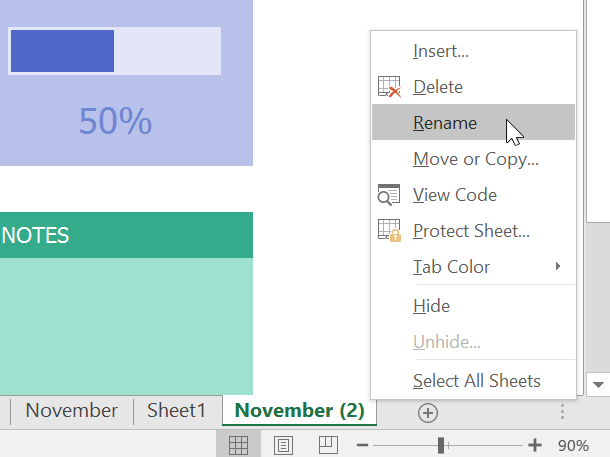 50%
NOTES
Insert...
Delete
Rename
Move or Copy...
View Code
Protect Sheet...
Tab Color
Hide
Unhide...
Select All Sheets
November Sheet1 November (2)
90%